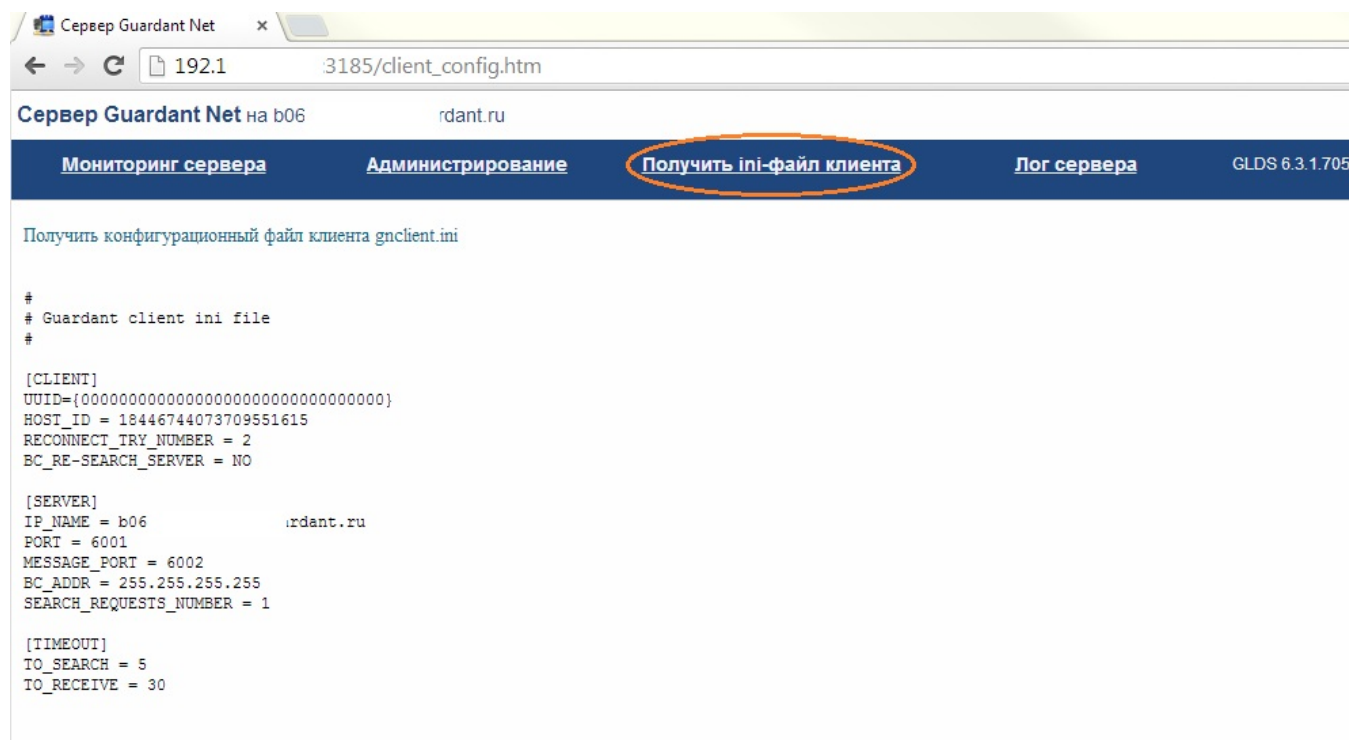 Сервер Guardant Net
192.1 :3185/client_config.htm
Сервер Guardant Net на b06 rdant.ru
Мониторинг сервера Администрирование Получить ini-файл клиента Лог сервера GLDS 6.3.1.705
Получить конфигурационный файл клиента gnclient.ini
#
# Guardant client ini file
#
[CLIENT]
UUID={00000000000000000000000000000000}
HOST_ID = 18446744073709551615
RECONNECT_TRY_NUMBER = 2
BC_RE-SEARCH_SERVER = NO
[SERVER]
IP_NAME = b06 rdant.ru
PORT = 6001
MESSAGE_PORT = 6002
BC_ADDR = 255.255.255.255
SEARCH_REQUESTS_NUMBER = 1
[TIMEOUT]
TO_SEARCH = 5
TO_RECEIVE = 30